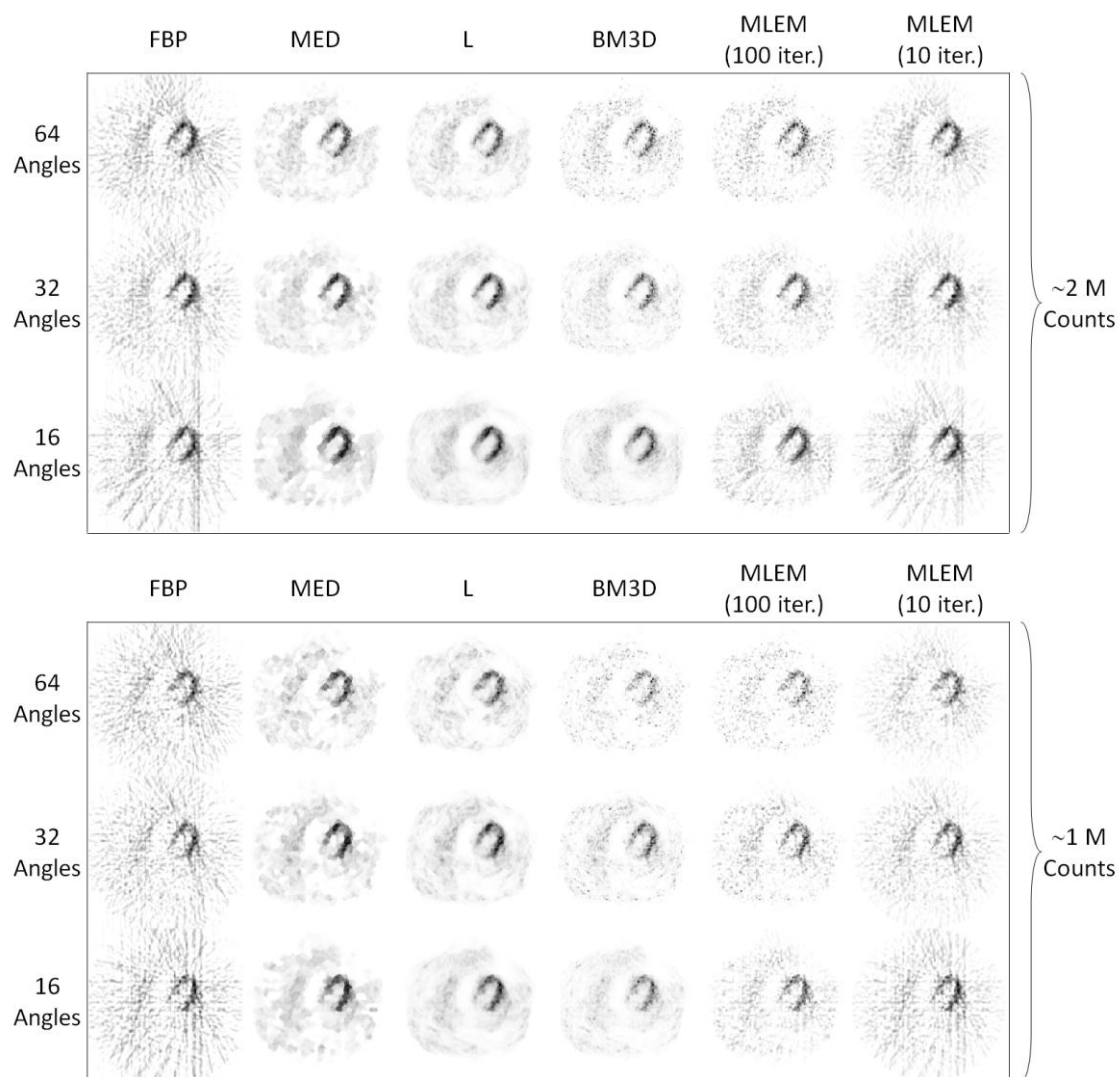 FBP MED L BM3D MLEM (100 iter.) MLEM (10 iter.)
64
Angles
32
Angles
~2 M
Counts
16
Angles
FBP MED L BM3D MLEM (100 iter.) MLEM (10 iter.)
64
Angles
32
Angles
~1 M
Counts
16
Angles